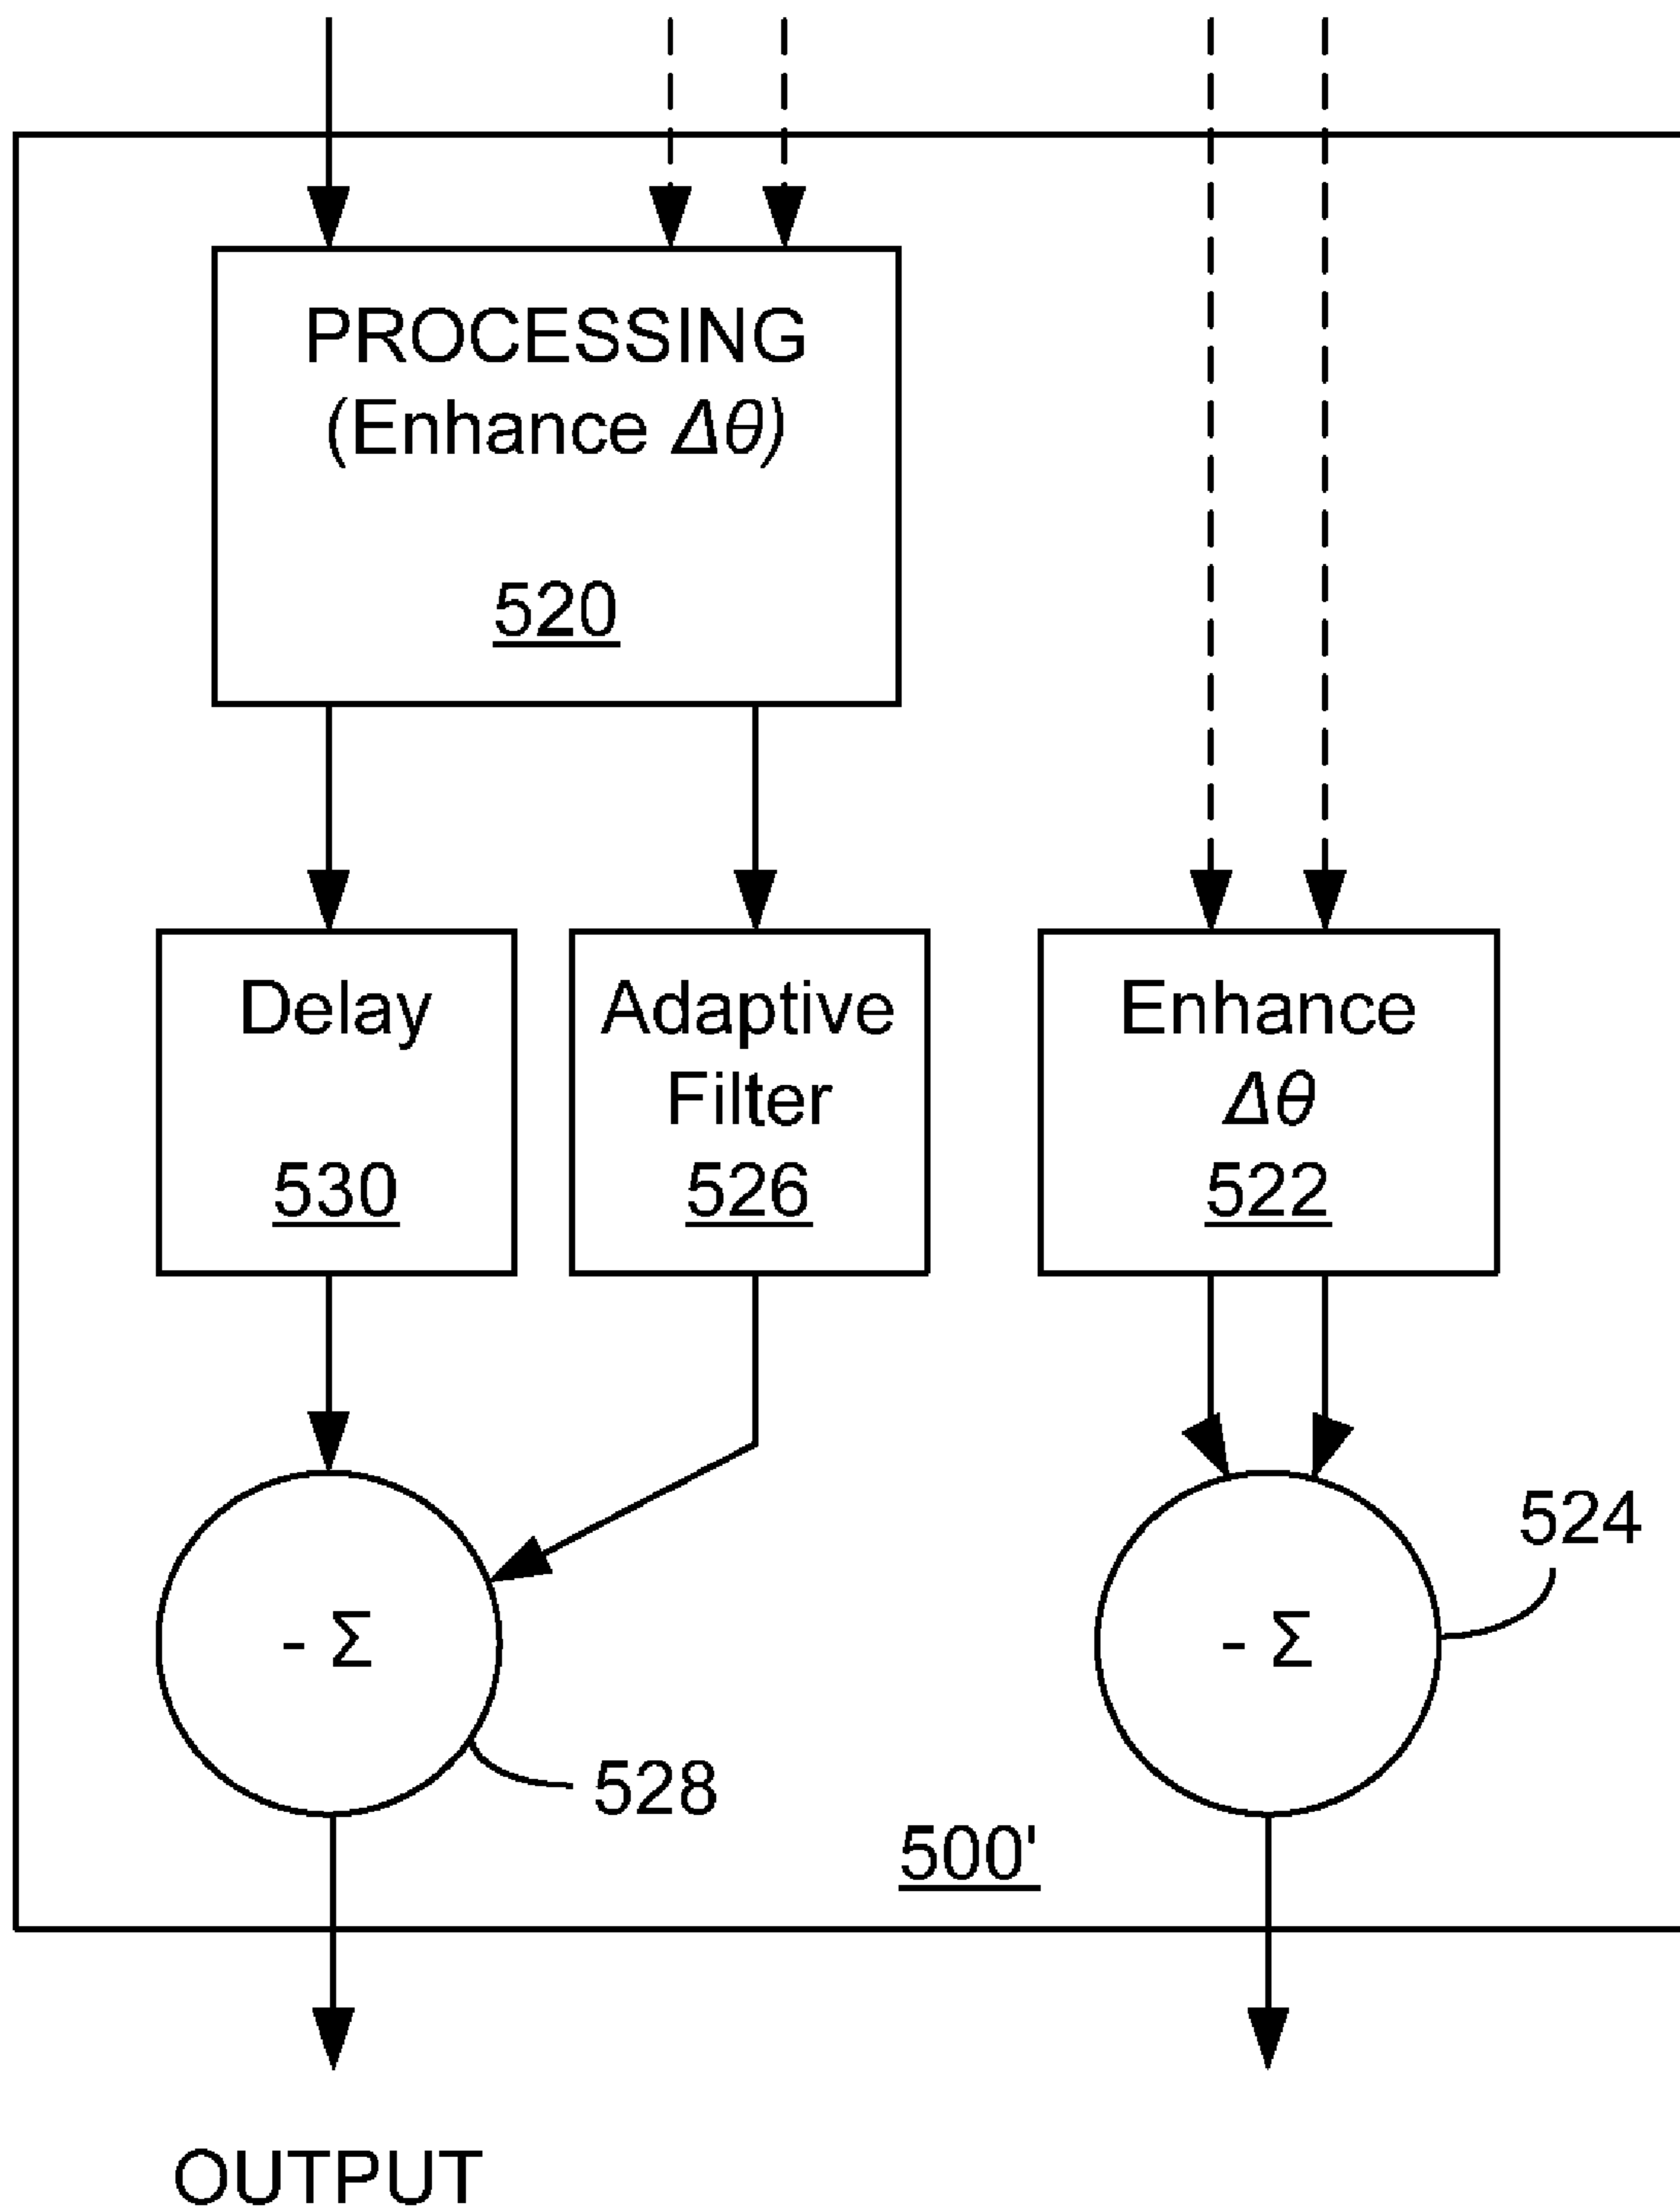 PROCESSING
(Enhance Δθ)
520
Delay
530
Adaptive
Filter
526
Enhance
Δθ
522
- Σ
528
- Σ
524
500'
OUTPUT